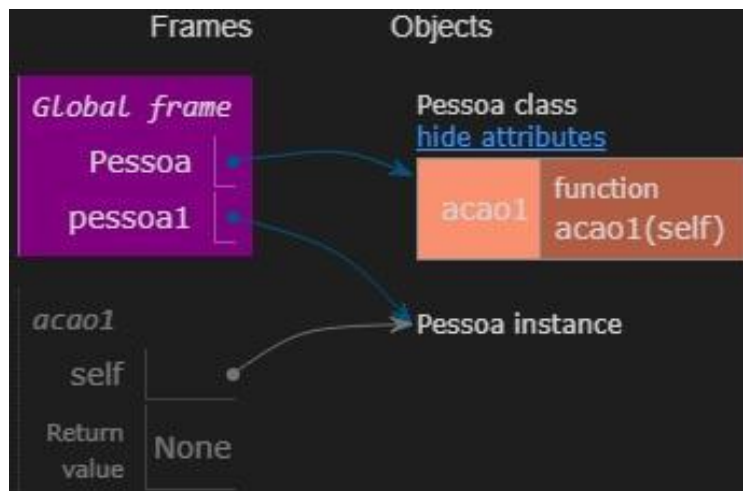 Frames
Objects
Global frame
Pessoa
pessoa1
Pessoa class
hide attributes
acao1
function
acao1(self)
acao1
self
Return
value
None
Pessoa instance